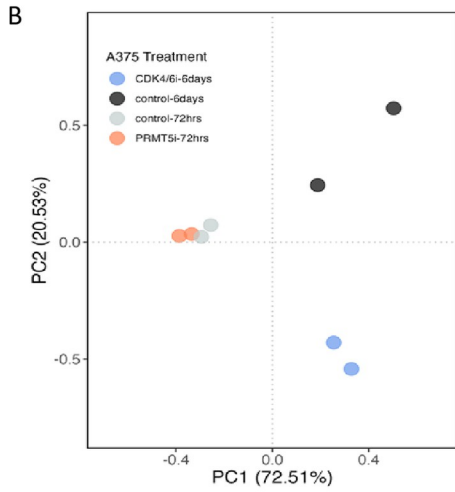 B
A375 Treatment
CDK4/6i-6days
control-6days
control-72hrs
PRMT5i-72hrs
0.5
0.0
-0.5
PC2 (20.53%)
-0.4 0.0 0.4
PC1 (72.51%)